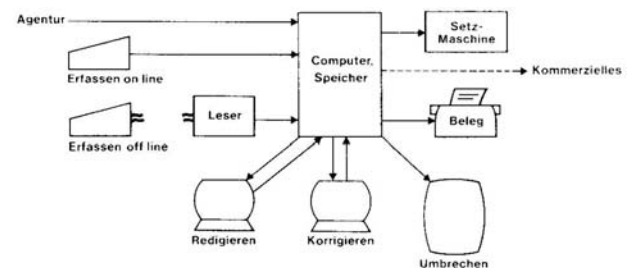 Agentur
Setz-
Maschine
Computer,
Speicher
Erfassen on line
Kommerzielles
Leser
Beleg
Erfassen off line
Redigieren
Korrigieren
Umbrechen